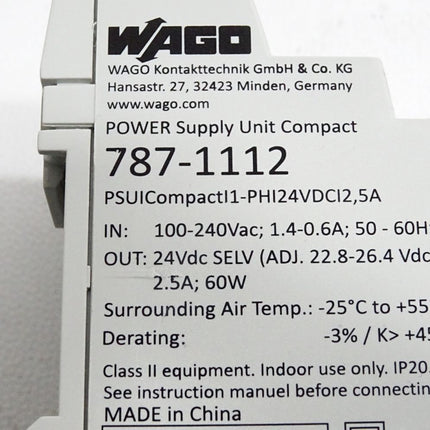 WAGO
WAGO Kontakttechnik GmbH & Co. KG
Hansastr. 27, 32423 Minden, Germany
www.wago.com
POWER Supply Unit Compact
787-1112
PSUICompactI1-PHI24VDCI2,5A
IN: 100-240Vac; 1.4-0.6A; 50 - 60H
OUT: 24Vdc SELV (ADJ. 22.8-26.4 Vdc
2.5A; 60W
Surrounding Air Temp.: -25°C to +55
Derating: -3% / K> +45
Class II equipment. Indoor use only. IP20
See instruction manuel before connectin
MADE in China